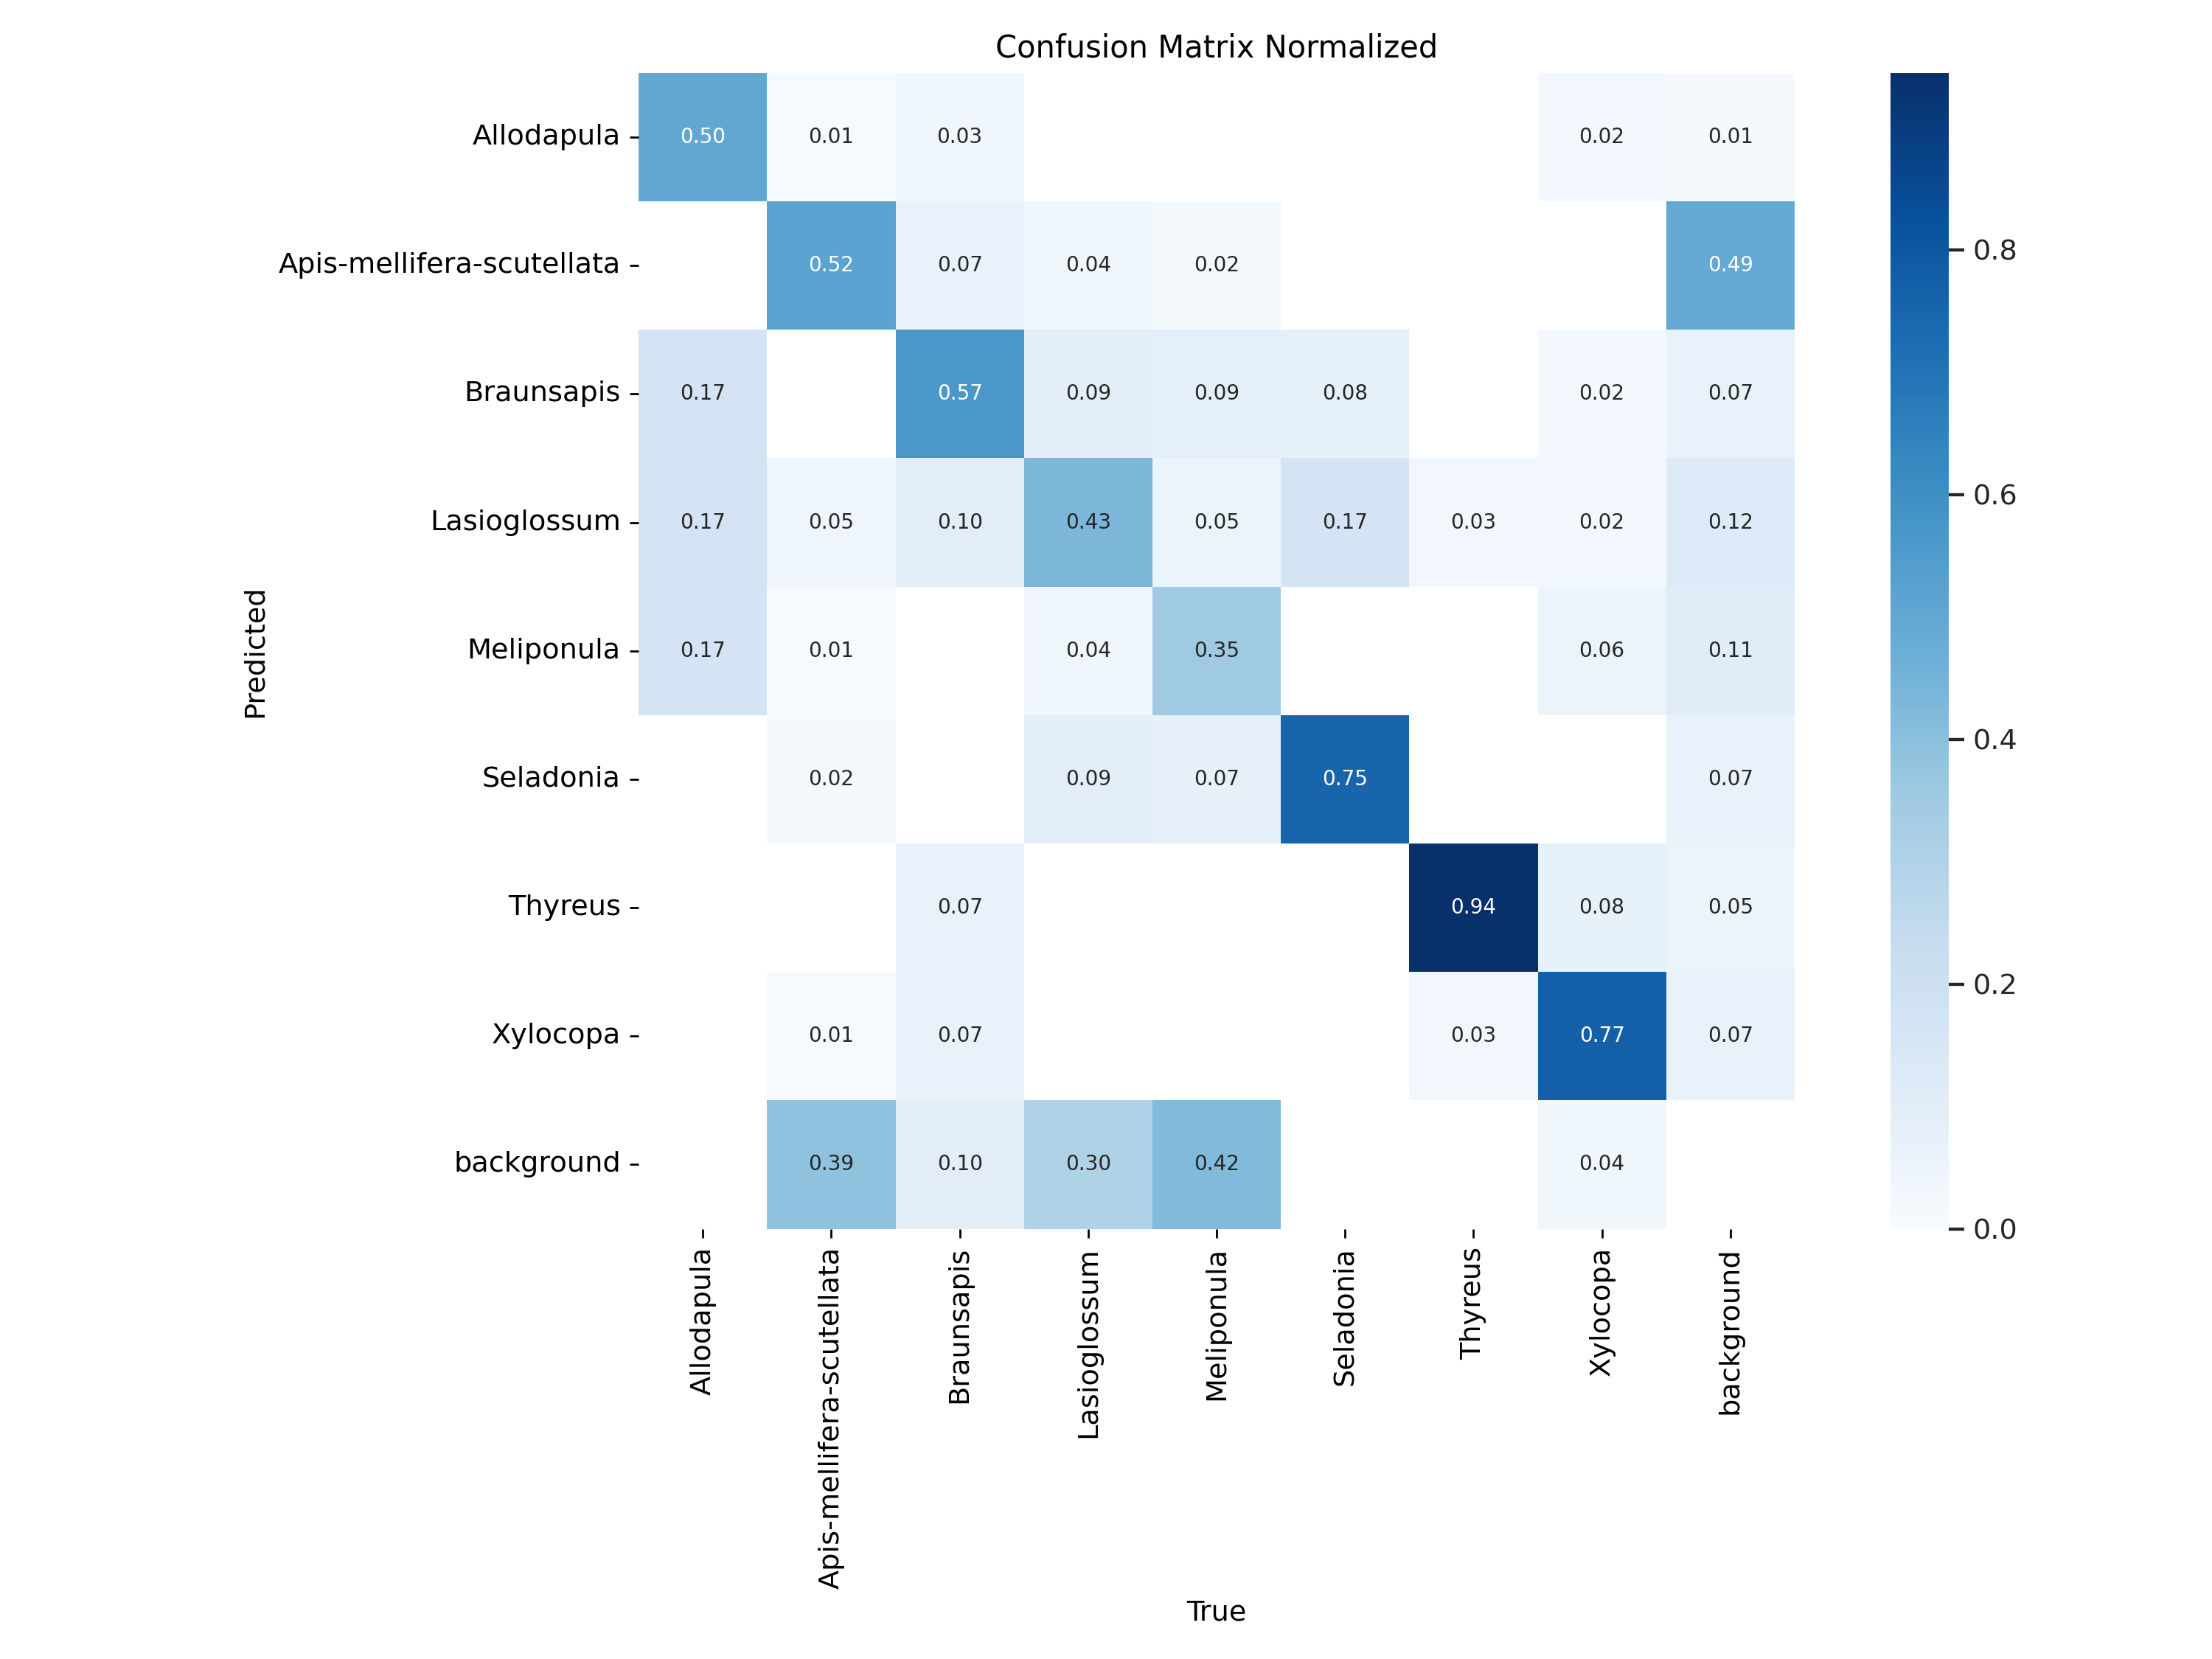 Confusion Matrix Normalized
Allodapula 0.50 0.01 0.03 0.02 0.01
Apis-mellifera-scutellata 0.52 0.07 0.04 0.02 0.49
Braunsapis 0.17 0.57 0.09 0.09 0.08 0.02 0.07
Lasioglossum 0.17 0.05 0.10 0.43 0.05 0.17 0.03 0.02 0.12
Meliponula 0.17 0.01 0.04 0.35 0.06 0.11
Seladonia 0.02 0.09 0.07 0.75 0.07
Thyreus 0.07 0.94 0.08 0.05
Xylocopa 0.01 0.07 0.03 0.77 0.07
background 0.39 0.10 0.30 0.42 0.04
Predicted
Allodapula
Apis-mellifera-scutellata
Braunsapis
Lasioglossum
Meliponula
Seladonia
Thyreus
Xylocopa
background
True
0.8
0.6
0.4
0.2
0.0